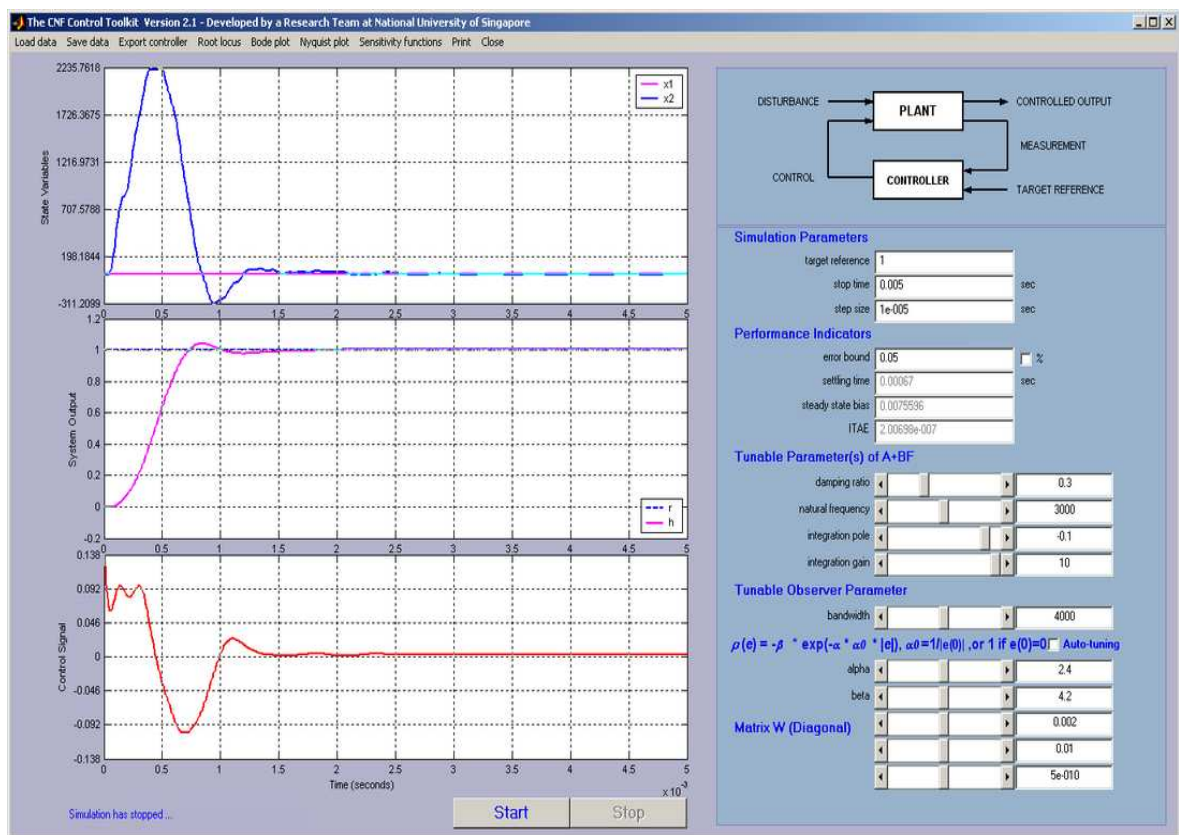 The CNF Control Toolkit Version 2.1 - Developed by a Research Team at National University of Singapore
Load data Save data Export controller Root locus Bode plot Nyquist plot Sensitivity functions Print Close
2235.7618
1726.3675
1216.9731
707.5788
198.1844
-311.2099
State Variables
x1
x2
0 0.5 1 1.5 2 2.5 3 3.5 4 4.5 5
1.2
1
0.8
0.6
0.4
0.2
0
-0.2
System Output
r
h
0 0.5 1 1.5 2 2.5 3 3.5 4 4.5 5
0.138
0.092
0.046
0
-0.046
-0.092
-0.138
Control Signal
0 0.5 1 1.5 2 2.5 3 3.5 4 4.5 5
Time (seconds)
x 10⁻³
Simulation has stopped ...
Start
Stop
DISTURBANCE
PLANT
CONTROLLED OUTPUT
MEASUREMENT
CONTROL
CONTROLLER
TARGET REFERENCE
Simulation Parameters
target reference 1
stop time 0.005 sec
step size 1e-005 sec
Performance Indicators
error bound 0.05 %
settling time 0.00067 sec
steady state bias 0.0075596
ITAE 2.00698e-007
Tunable Parameter(s) of A+BF
damping ratio 0.3
natural frequency 3000
integration pole -0.1
integration gain 10
Tunable Observer Parameter
bandwidth 4000
ρ(e) = -β * exp(-α * α0 * |e|), α0=1/|e(0)| ,or 1 if e(0)=0 Auto-tuning
alpha 2.4
beta 4.2
Matrix W (Diagonal)
0.002
0.01
5e-010